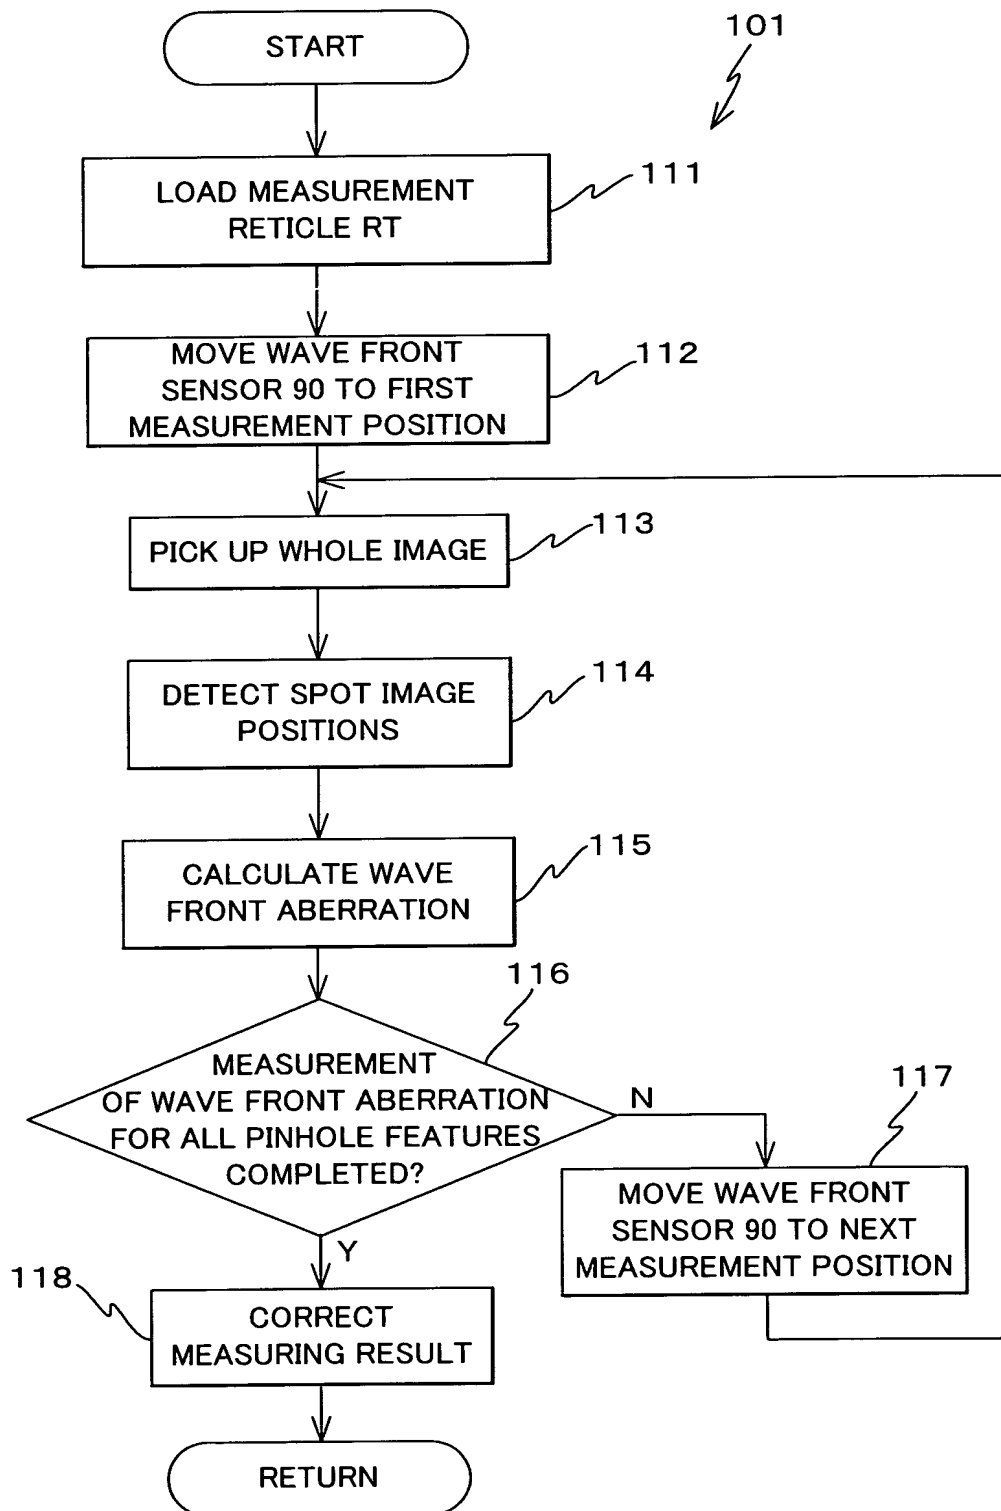 START
101
LOAD MEASUREMENT
RETICLE RT
111
MOVE WAVE FRONT
SENSOR 90 TO FIRST
MEASUREMENT POSITION
112
PICK UP WHOLE IMAGE
113
DETECT SPOT IMAGE
POSITIONS
114
CALCULATE WAVE
FRONT ABERRATION
115
116
MEASUREMENT
OF WAVE FRONT ABERRATION
FOR ALL PINHOLE FEATURES
COMPLETED?
N
117
MOVE WAVE FRONT
SENSOR 90 TO NEXT
MEASUREMENT POSITION
Y
118
CORRECT
MEASURING RESULT
RETURN